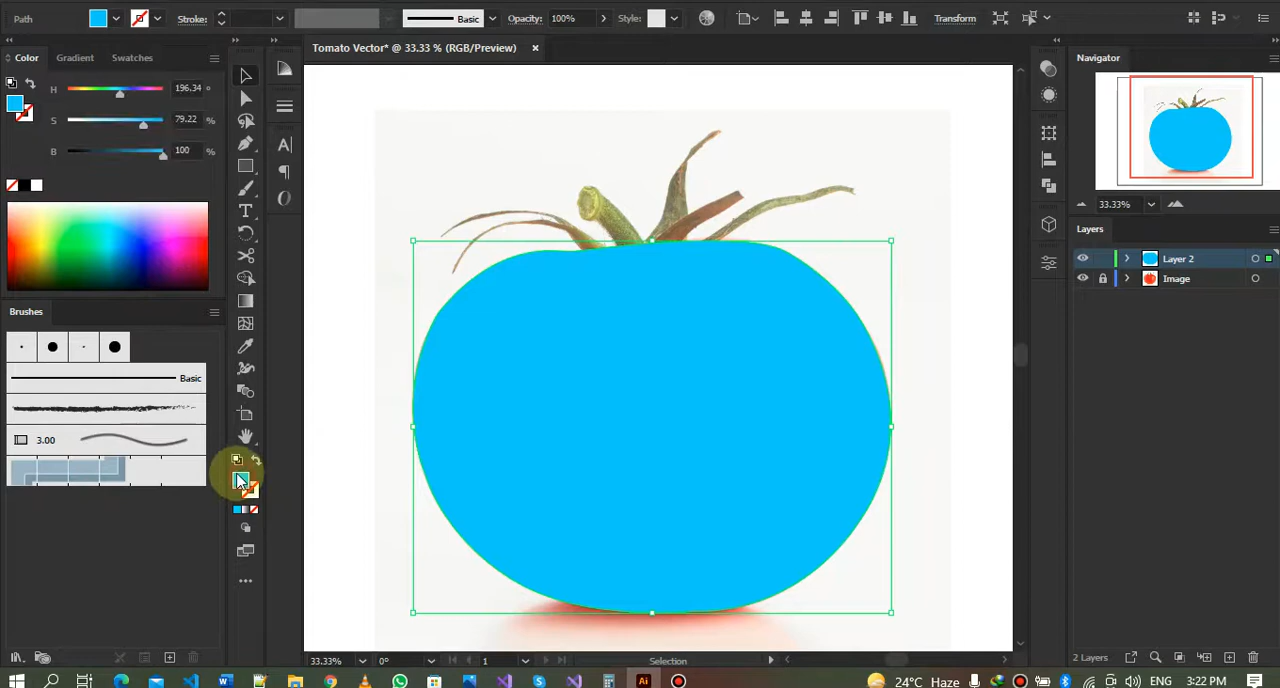 Path
Stroke:
Basic
Opacity: 100%
Style:
Transform
Color Gradient Swatches
Tomato Vector* @ 33.33 % (RGB/Preview)
Navigator
H 196.34 °
S 79.22 %
B 100 %
33.33%
Layers
Layer 2
Image
Brushes
Basic
3.00
33.33%
0°
1
Selection
2 Layers
24°C Haze
ENG
3:22 PM